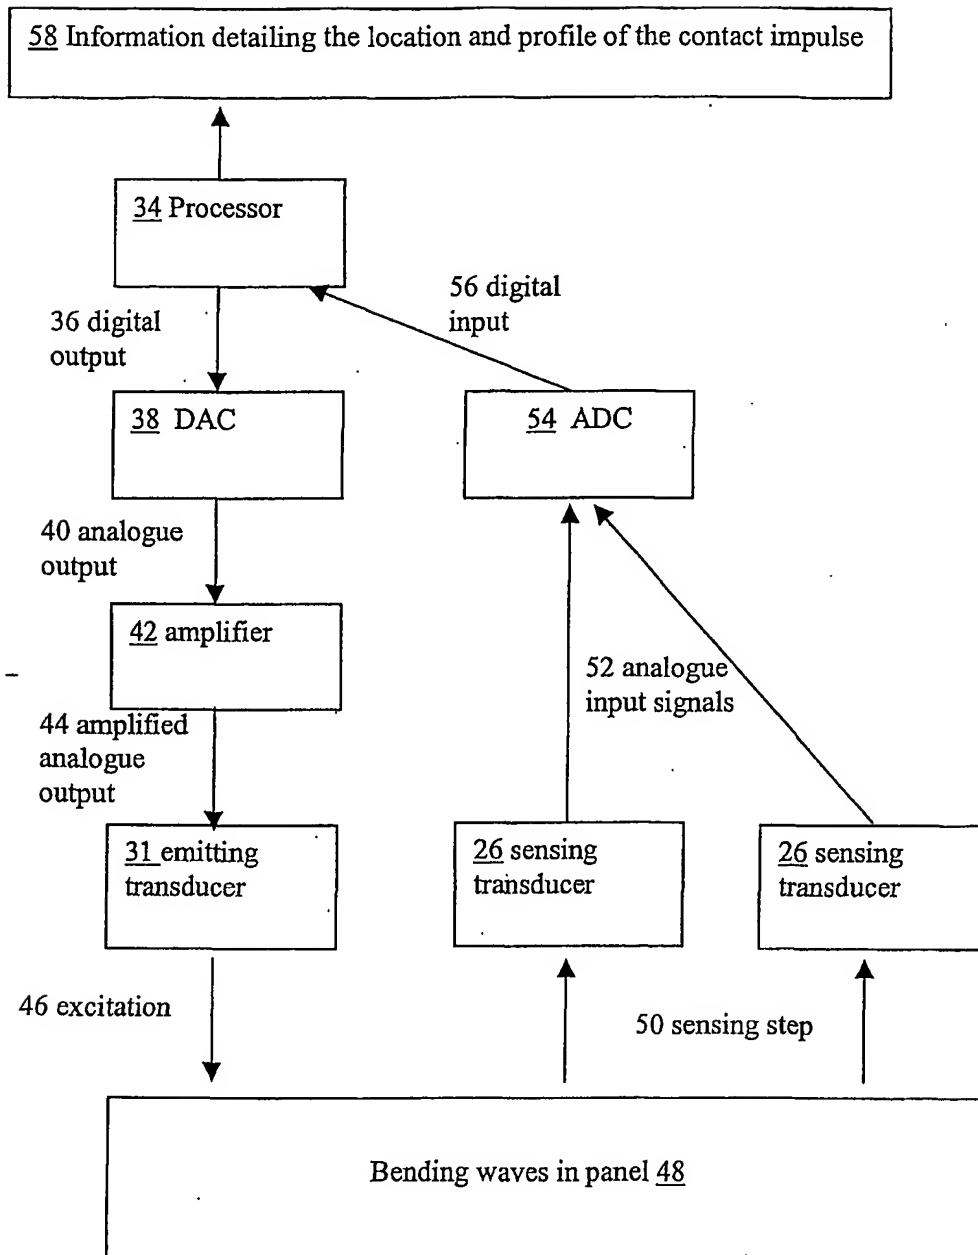 58 Information detailing the location and profile of the contact impulse
34 Processor
56 digital
input
36 digital
output
38 DAC
54 ADC
40 analogue
output
42 amplifier
52 analogue
input signals
44 amplified
analogue
output
31 emitting
transducer
26 sensing
transducer
26 sensing
transducer
46 excitation
50 sensing step
Bending waves in panel 48